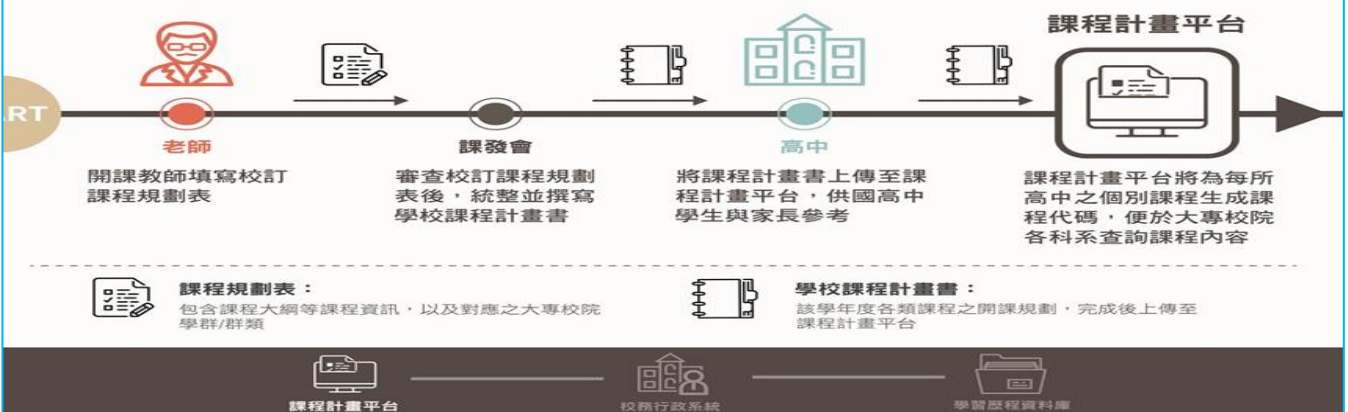 課程計畫平台
RT
老師
課發會
高中
開課教師填寫校訂
課程規劃表
審查校訂課程規劃
表後，統整並撰寫
學校課程計畫書
將課程計畫書上傳至課
程計畫平台，供國高中
學生與家長參考
課程計畫平台將為每所
高中之個別課程生成課
程代碼，便於大專校院
各科系查詢課程內容
課程規劃表：
包含課程大綱等課程資訊，以及對應之大專校院
學群/群類
學校課程計畫書：
該學年度各類課程之開課規劃，完成後上傳至
課程計畫平台
課程計畫平台
校務行政系統
學習歷程資料庫